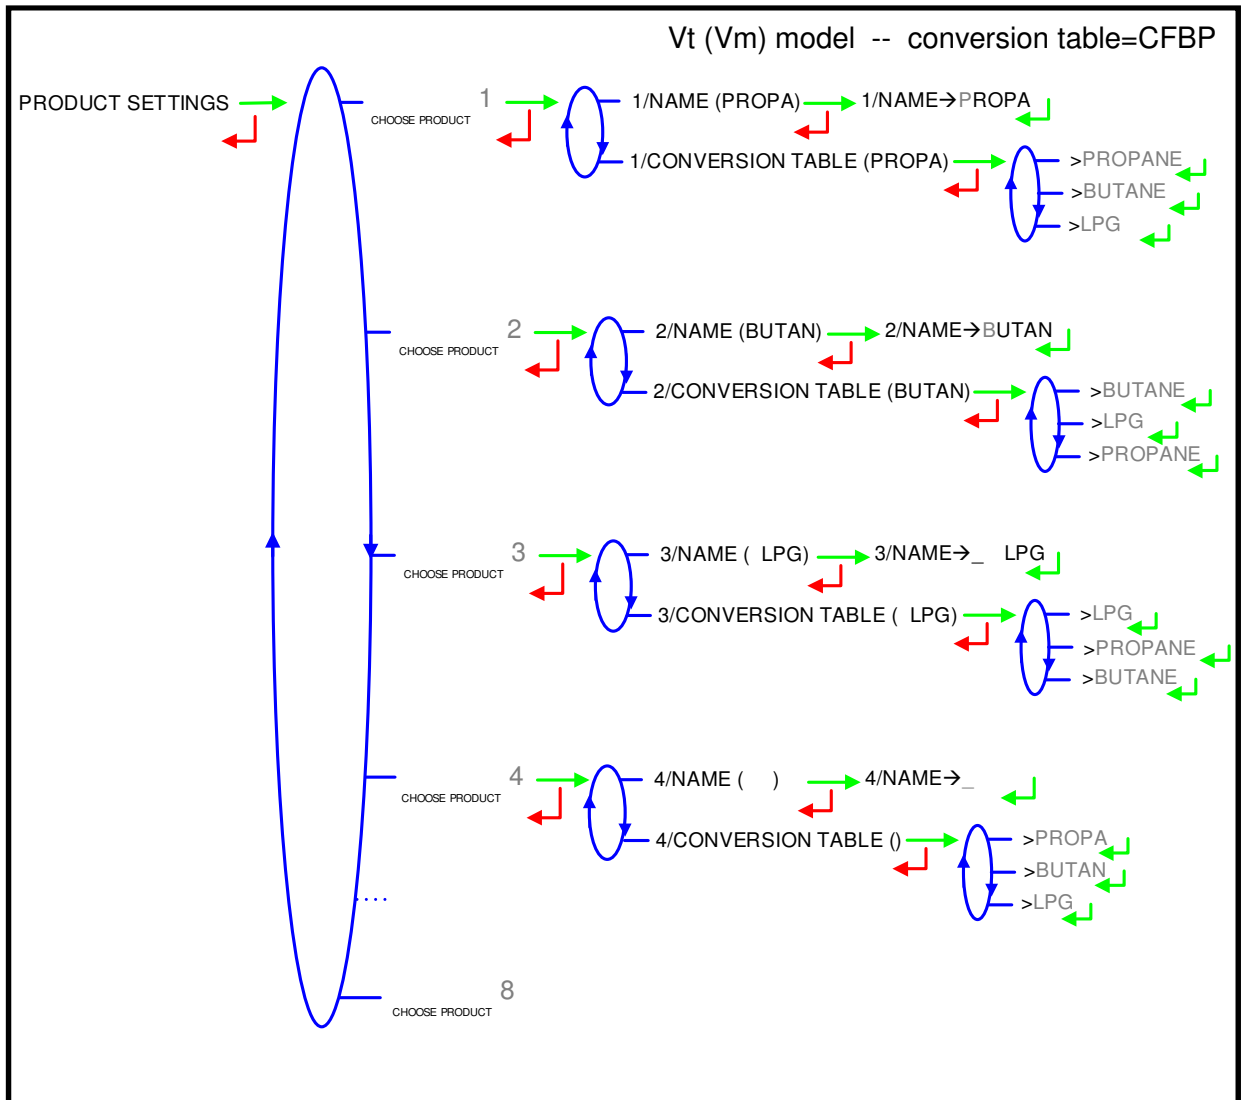 Vt (Vm) model -- conversion table=CFBP
PRODUCT SETTINGS
CHOOSE PRODUCT 1
1/NAME (PROPA)
1/NAME→PROPA
1/CONVERSION TABLE (PROPA)
>PROPANE
>BUTANE
>LPG
CHOOSE PRODUCT 2
2/NAME (BUTAN)
2/NAME→BUTAN
2/CONVERSION TABLE (BUTAN)
>BUTANE
>LPG
>PROPANE
CHOOSE PRODUCT 3
3/NAME ( LPG)
3/NAME→_ LPG
3/CONVERSION TABLE ( LPG)
>LPG
>PROPANE
>BUTANE
CHOOSE PRODUCT 4
4/NAME ( )
4/NAME→_
4/CONVERSION TABLE ()
>PROPA
>BUTAN
>LPG
....
CHOOSE PRODUCT 8